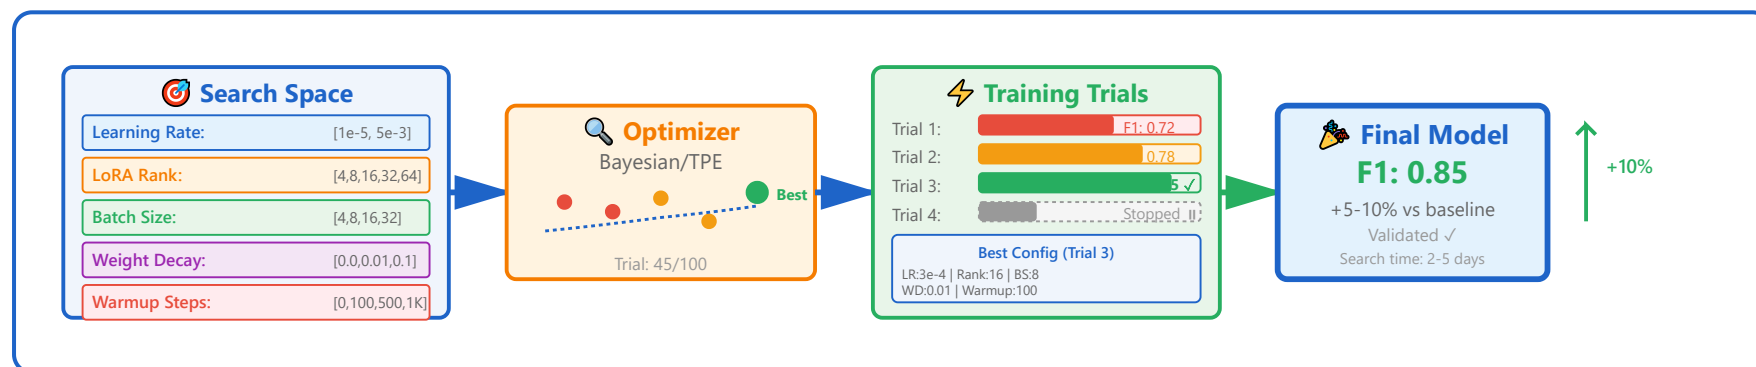 Search Space
Learning Rate: [1e-5, 5e-3]
LoRA Rank: [4,8,16,32,64]
Batch Size: [4,8,16,32]
Weight Decay: [0.0,0.01,0.1]
Warmup Steps: [0,100,500,1K]
Optimizer
Bayesian/TPE
Best
Trial: 45/100
Training Trials
Trial 1: F1: 0.72
Trial 2: 0.78
Trial 3: 5 ✓
Trial 4: Stopped ⏸
Best Config (Trial 3)
LR:3e-4 | Rank:16 | BS:8
WD:0.01 | Warmup:100
Final Model
F1: 0.85
+5-10% vs baseline
Validated ✓
Search time: 2-5 days
+10%